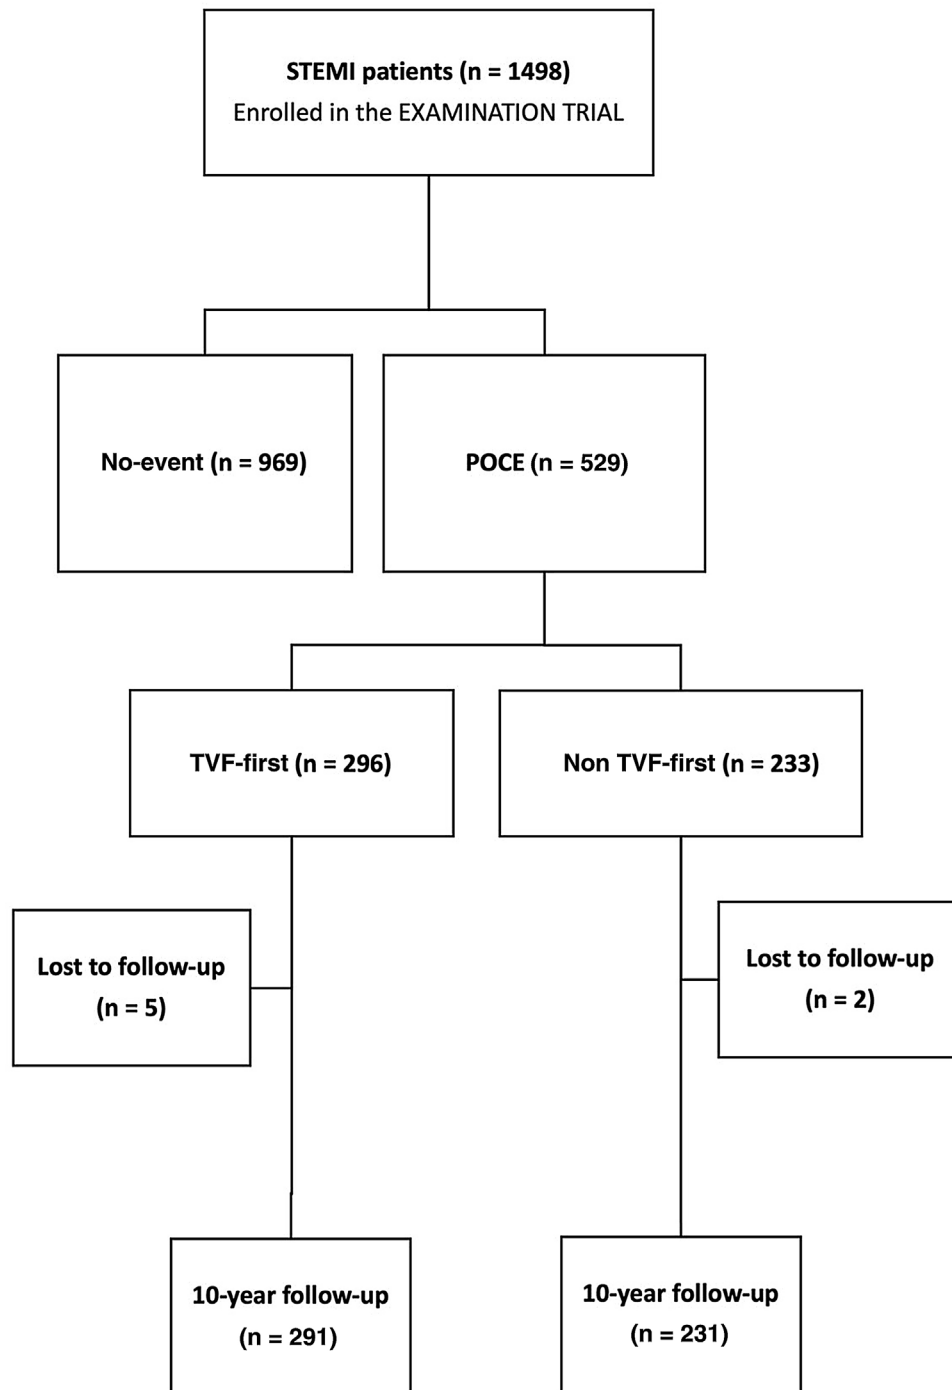 STEMI patients (n = 1498)
Enrolled in the EXAMINATION TRIAL
No-event (n = 969)
POCE (n = 529)
TVF-first (n = 296)
Non TVF-first (n = 233)
Lost to follow-up
(n = 5)
Lost to follow-up
(n = 2)
10-year follow-up
(n = 291)
10-year follow-up
(n = 231)